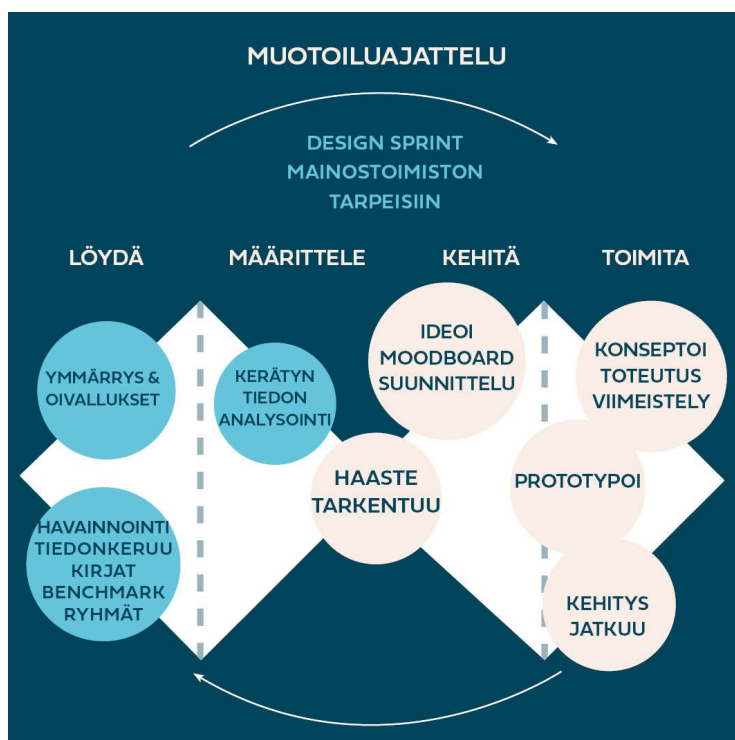 MUOTOILUAJATTELU
DESIGN SPRINT
MAINOSTOIMISTON
TARPEISIIN
LÖYDÄ
MÄÄRITTELE
KEHITÄ
TOIMITA
YMMÄRRYS &
OIVALLUKSET
HAVAINNOINTI
TIEDONKERUU
KIRJAT
BENCHMARK
RYHMÄT
KERÄTYN
TIEDON
ANALYSOINTI
HAASTE
TARKENTUU
IDEOI
MOODBOARD
SUUNNITTELU
KONSEPTOI
TOTEUTUS
VIIMEISTELY
PROTOTYPOI
KEHITYS
JATKUU